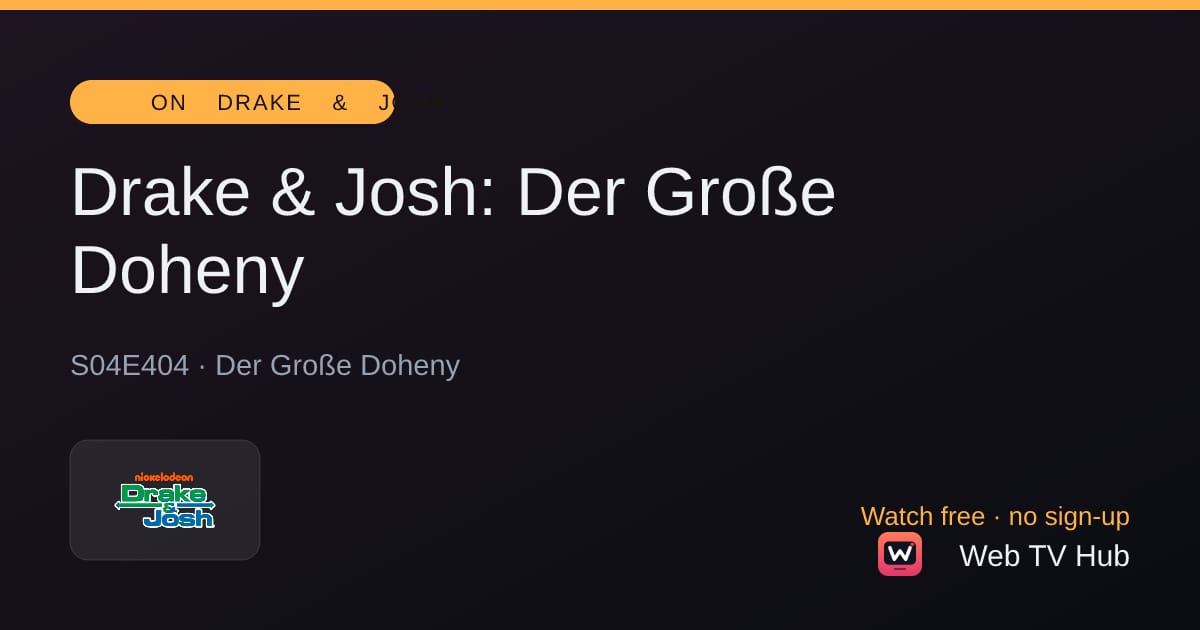 ON DRAKE & JOSH
Drake & Josh: Der Große
Doheny
S04E404 · Der Große Doheny
nickelodeon
Drake
&
Josh
Watch free · no sign-up
W
Web TV Hub